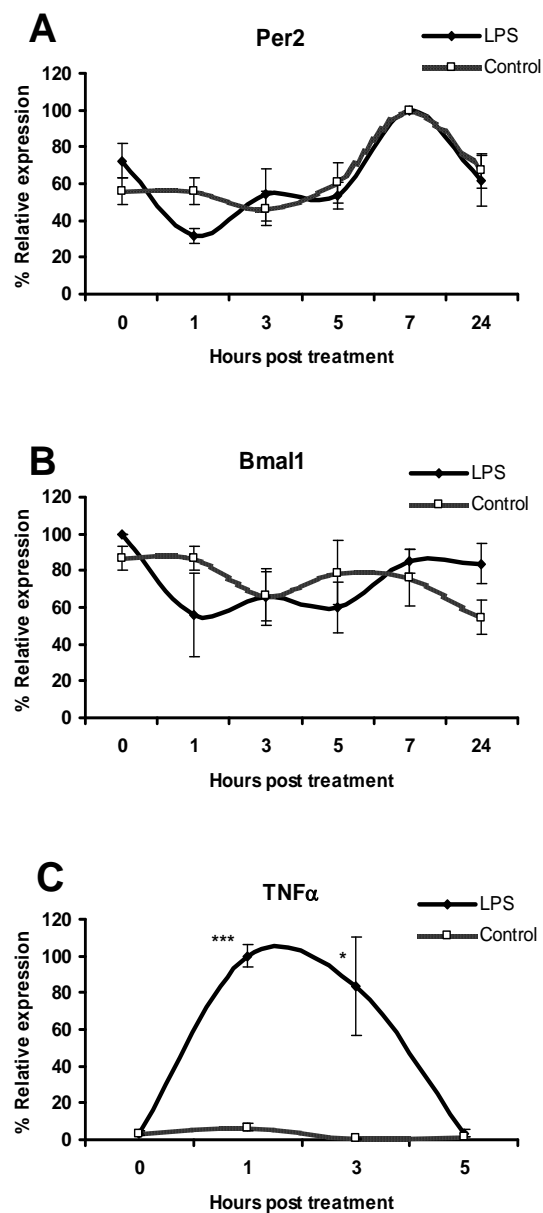 A
Per2
LPS
Control
% Relative expression
120
100
80
60
40
20
0
0 1 3 5 7 24
Hours post treatment
B
Bmal1
LPS
Control
% Relative expression
120
100
80
60
40
20
0
0 1 3 5 7 24
Hours post treatment
C
TNFα
LPS
Control
% Relative expression
120
100
80
60
40
20
0
***
*
0 1 3 5
Hours post treatment